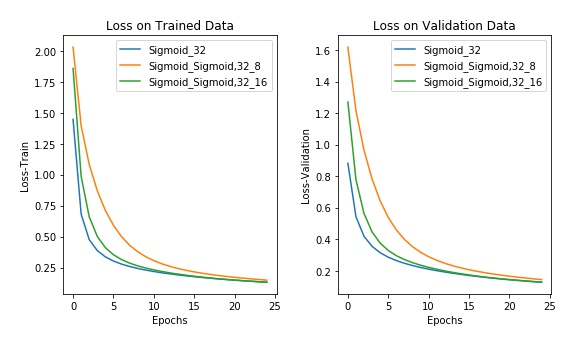 Loss on Trained Data
Loss-Train
2.00
1.75
1.50
1.25
1.00
0.75
0.50
0.25
Sigmoid_32
Sigmoid_Sigmoid,32_8
Sigmoid_Sigmoid,32_16
0 5 10 15 20 25
Epochs
Loss on Validation Data
Loss-Validation
1.6
1.4
1.2
1.0
0.8
0.6
0.4
0.2
Sigmoid_32
Sigmoid_Sigmoid,32_8
Sigmoid_Sigmoid,32_16
0 5 10 15 20 25
Epochs